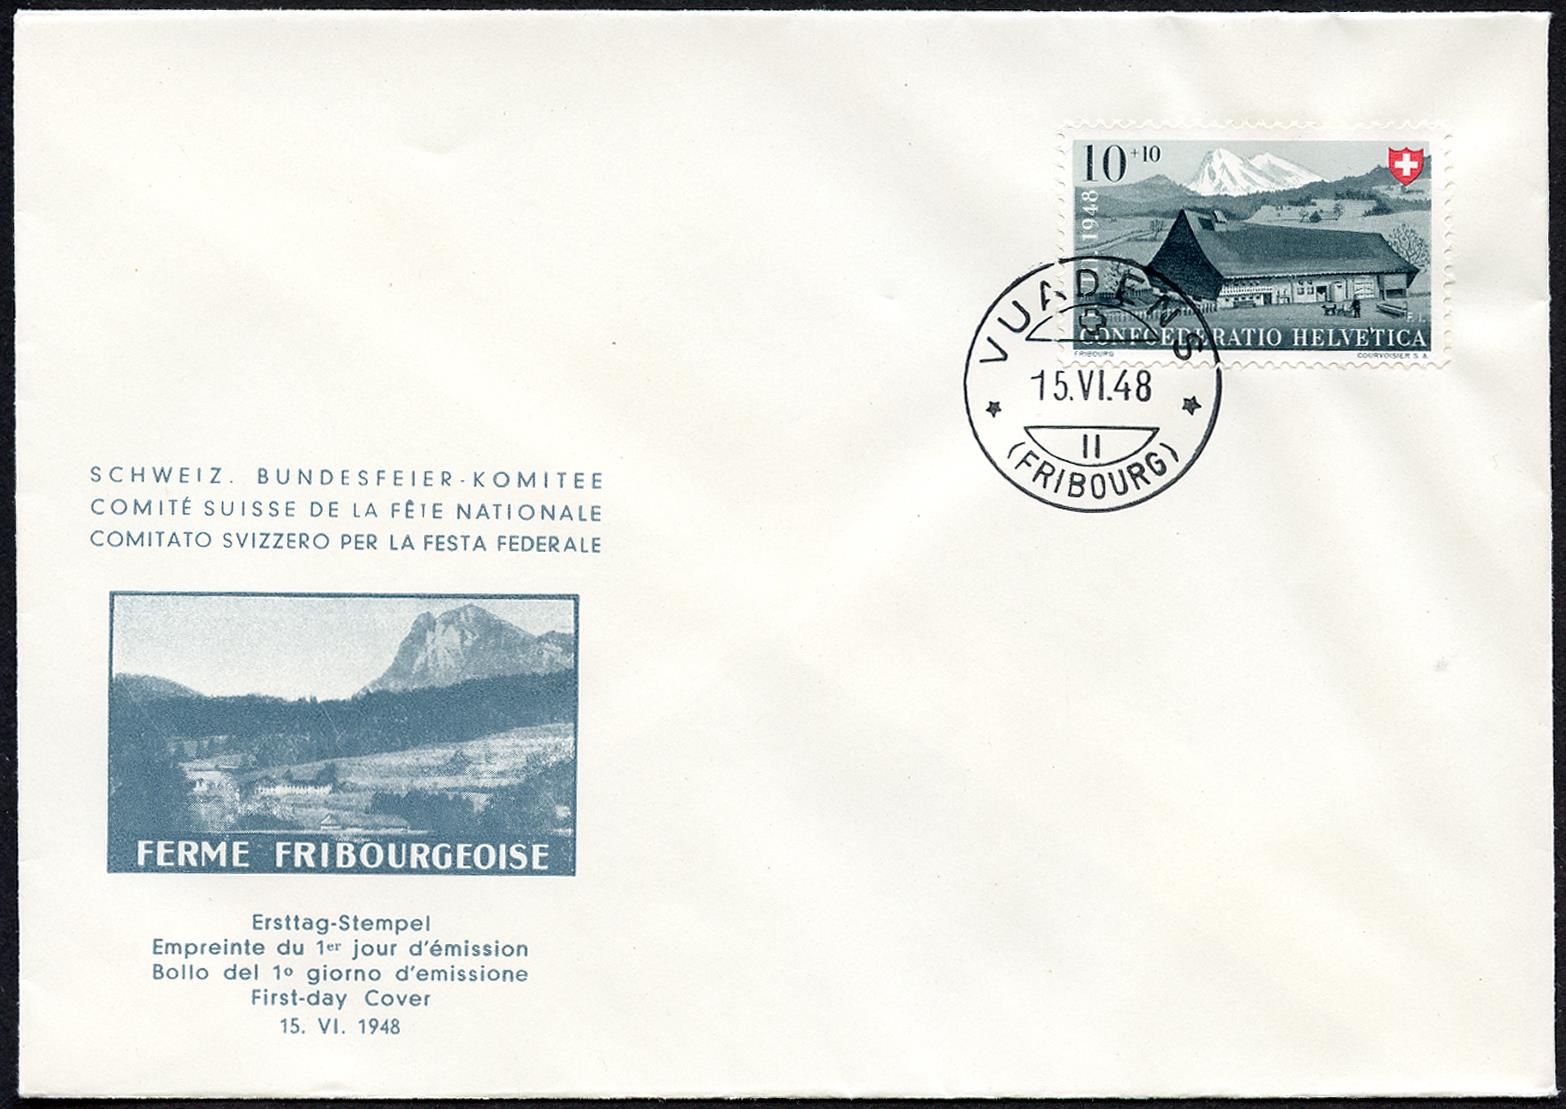 10 +10
1948
CONFOEDERATIO HELVETICA
FRIBOURG
COURVOISIER S. A.
F. L.
VUADENS
15.VI.48
II
(FRIBOURG)
SCHWEIZ. BUNDESFEIER-KOMITEE
COMITÉ SUISSE DE LA FÊTE NATIONALE
COMITATO SVIZZERO PER LA FESTA FEDERALE
FERME FRIBOURGEOISE
Ersttag-Stempel
Empreinte du 1er jour d'émission
Bollo del 1o giorno d'emissione
First-day Cover
15. VI. 1948